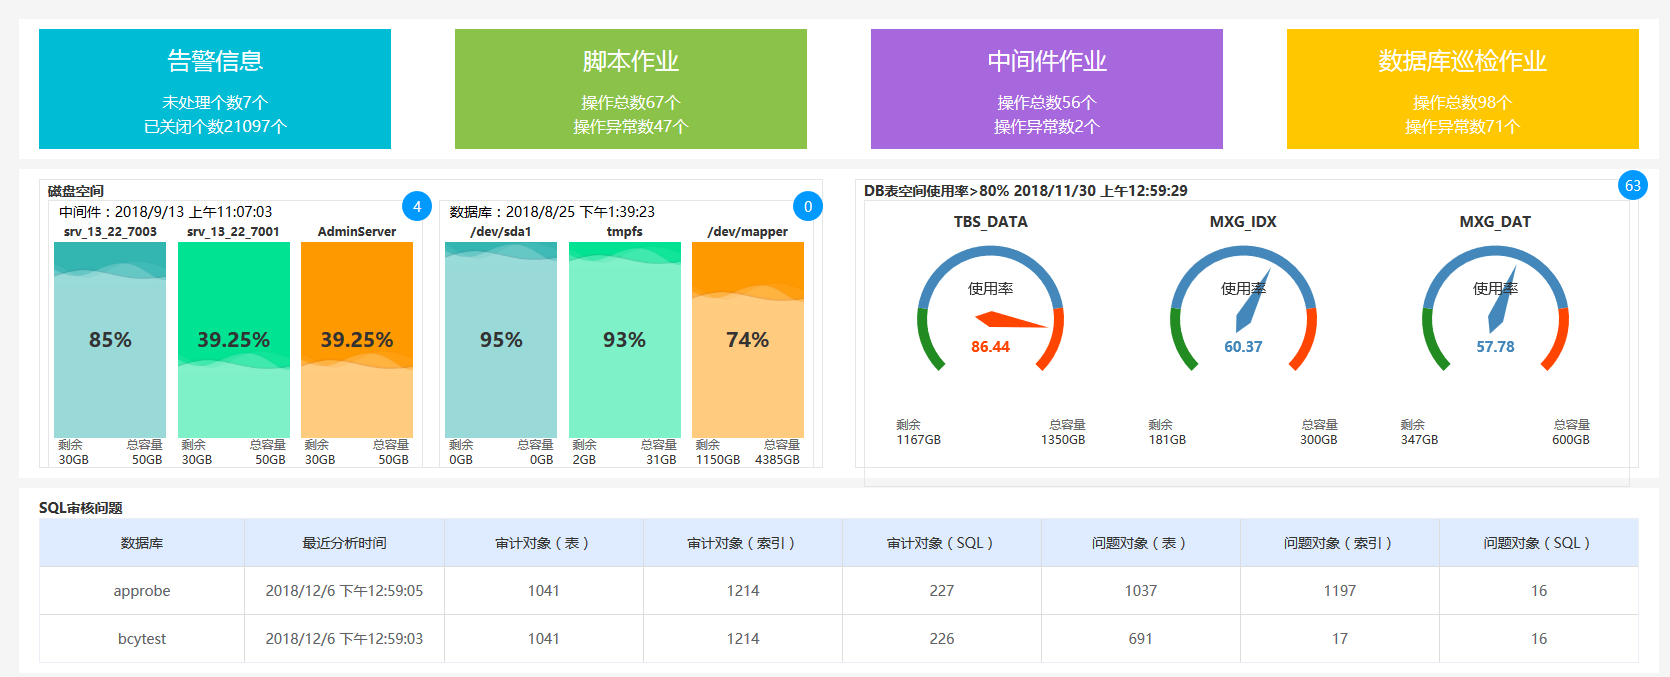 告警信息
未处理个数7个
已关闭个数21097个
脚本作业
操作总数67个
操作异常数47个
中间件作业
操作总数56个
操作异常数2个
数据库巡检作业
操作总数98个
操作异常数71个
磁盘空间
中间件：2018/9/13 上午11:07:03
4
srv_13_22_7003
srv_13_22_7001
AdminServer
85%
39.25%
39.25%
剩余 总容量
30GB 50GB
剩余 总容量
30GB 50GB
剩余 总容量
30GB 50GB
数据库：2018/8/25 下午1:39:23
0
/dev/sda1
tmpfs
/dev/mapper
95%
93%
74%
剩余 总容量
0GB 0GB
剩余 总容量
2GB 31GB
剩余 总容量
1150GB 4385GB
DB表空间使用率>80% 2018/11/30 上午12:59:29
63
TBS_DATA
使用率
86.44
剩余 总容量
1167GB 1350GB
MXG_IDX
使用率
60.37
剩余 总容量
181GB 300GB
MXG_DAT
使用率
57.78
剩余 总容量
347GB 600GB
SQL审核问题
数据库 最近分析时间 审计对象（表） 审计对象（索引） 审计对象（SQL） 问题对象（表） 问题对象（索引） 问题对象（SQL）
approbe 2018/12/6 下午12:59:05 1041 1214 227 1037 1197 16
bcytest 2018/12/6 下午12:59:03 1041 1214 226 691 17 16